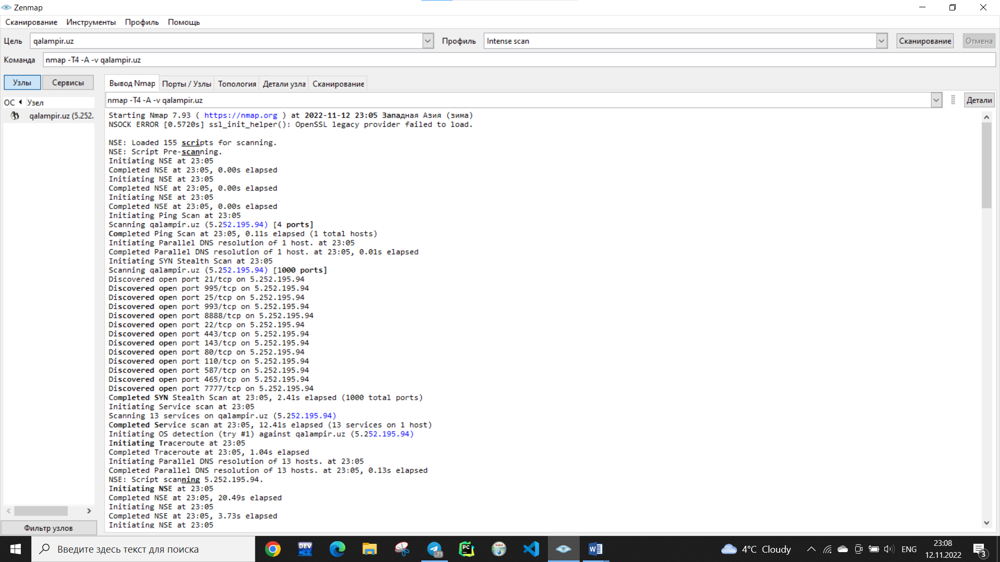 Zenmap
Сканирование Инструменты Профиль Помощь
Цель qalampir.uz Профиль Intense scan Сканирование Отмена
Команда nmap -T4 -A -v qalampir.uz
Узлы Сервисы Вывод Nmap Порты / Узлы Топология Детали узла Сканирование
nmap -T4 -A -v qalampir.uz Детали
ОС Узел
qalampir.uz (5.252.
Starting Nmap 7.93 ( https://nmap.org ) at 2022-11-12 23:05 Западная Азия (зима)
NSOCK ERROR [0.5720s] ssl_init_helper(): OpenSSL legacy provider failed to load.
NSE: Loaded 155 scripts for scanning.
NSE: Script Pre-scanning.
Initiating NSE at 23:05
Completed NSE at 23:05, 0.00s elapsed
Initiating NSE at 23:05
Completed NSE at 23:05, 0.00s elapsed
Initiating NSE at 23:05
Completed NSE at 23:05, 0.00s elapsed
Initiating Ping Scan at 23:05
Scanning qalampir.uz (5.252.195.94) [4 ports]
Completed Ping Scan at 23:05, 0.11s elapsed (1 total hosts)
Initiating Parallel DNS resolution of 1 host. at 23:05
Completed Parallel DNS resolution of 1 host. at 23:05, 0.01s elapsed
Initiating SYN Stealth Scan at 23:05
Scanning qalampir.uz (5.252.195.94) [1000 ports]
Discovered open port 21/tcp on 5.252.195.94
Discovered open port 995/tcp on 5.252.195.94
Discovered open port 25/tcp on 5.252.195.94
Discovered open port 993/tcp on 5.252.195.94
Discovered open port 8888/tcp on 5.252.195.94
Discovered open port 22/tcp on 5.252.195.94
Discovered open port 443/tcp on 5.252.195.94
Discovered open port 143/tcp on 5.252.195.94
Discovered open port 80/tcp on 5.252.195.94
Discovered open port 110/tcp on 5.252.195.94
Discovered open port 587/tcp on 5.252.195.94
Discovered open port 465/tcp on 5.252.195.94
Discovered open port 7777/tcp on 5.252.195.94
Completed SYN Stealth Scan at 23:05, 2.41s elapsed (1000 total ports)
Initiating Service scan at 23:05
Scanning 13 services on qalampir.uz (5.252.195.94)
Completed Service scan at 23:05, 12.41s elapsed (13 services on 1 host)
Initiating OS detection (try #1) against qalampir.uz (5.252.195.94)
Initiating Traceroute at 23:05
Completed Traceroute at 23:05, 1.04s elapsed
Initiating Parallel DNS resolution of 13 hosts. at 23:05
Completed Parallel DNS resolution of 13 hosts. at 23:05, 0.13s elapsed
NSE: Script scanning 5.252.195.94.
Initiating NSE at 23:05
Completed NSE at 23:05, 20.49s elapsed
Initiating NSE at 23:05
Completed NSE at 23:05, 3.73s elapsed
Initiating NSE at 23:05
Фильтр узлов
Введите здесь текст для поиска DEV C++ 71 PC W 4°C Cloudy ENG 23:08 3
12.11.2022